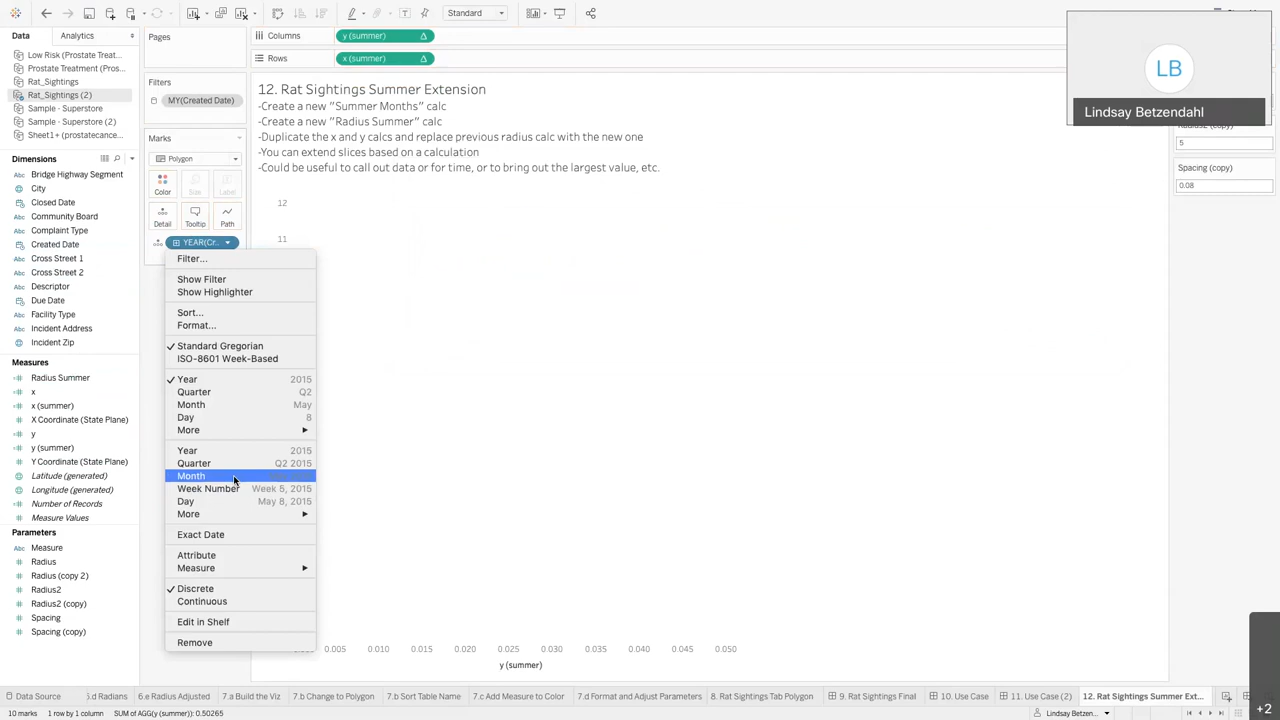 Standard
Data
Analytics
Low Risk (Prostate Treat...
Prostate Treatment (Pros...
Rat_Sightings
Rat_Sightings (2)
Sample - Superstore
Sample - Superstore (2)
Sheet1+ (prostatecance...
Dimensions
Bridge Highway Segment
City
Closed Date
Community Board
Complaint Type
Created Date
Cross Street 1
Cross Street 2
Descriptor
Due Date
Facility Type
Incident Address
Incident Zip
Measures
Radius Summer
x
x (summer)
X Coordinate (State Plane)
y
y (summer)
Y Coordinate (State Plane)
Latitude (generated)
Longitude (generated)
Number of Records
Measure Values
Parameters
Measure
Radius
Radius (copy 2)
Radius2
Radius2 (copy)
Spacing
Spacing (copy)
Pages
Filters
MY(Created Date)
Marks
Polygon
Color
Size
Label
Detail
Tooltip
Path
YEAR(Cr..
Filter...
Show Filter
Show Highlighter
Sort...
Format...
Standard Gregorian
ISO-8601 Week-Based
Year 2015
Quarter Q2
Month May
Day 8
More
Year 2015
Quarter Q2 2015
Month
Week Number Week 5, 2015
Day May 8, 2015
More
Exact Date
Attribute
Measure
Discrete
Continuous
Edit in Shelf
Remove
Columns
y (summer)
Rows
x (summer)
12. Rat Sightings Summer Extension
-Create a new "Summer Months" calc
-Create a new "Radius Summer" calc
-Duplicate the x and y calcs and replace previous radius calc with the new one
-You can extend slices based on a calculation
-Could be useful to call out data or for time, or to bring out the largest value, etc.
12
11
0.005 0.010 0.015 0.020 0.025 0.030 0.035 0.040 0.045 0.050
y (summer)
LB
Lindsay Betzendahl
5
Spacing (copy)
0.08
Data Source
5.d Radians
6.e Radius Adjusted
7.a Build the Viz
7.b Change to Polygon
7.b Sort Table Name
7.c Add Measure to Color
7.d Format and Adjust Parameters
8. Rat Sightings Tab Polygon
9. Rat Sightings Final
10. Use Case
11. Use Case (2)
12. Rat Sightings Summer Ext...
10 marks
1 row by 1 column
SUM of AGG(y (summer)): 0.50265
Lindsay Betzen...
+2